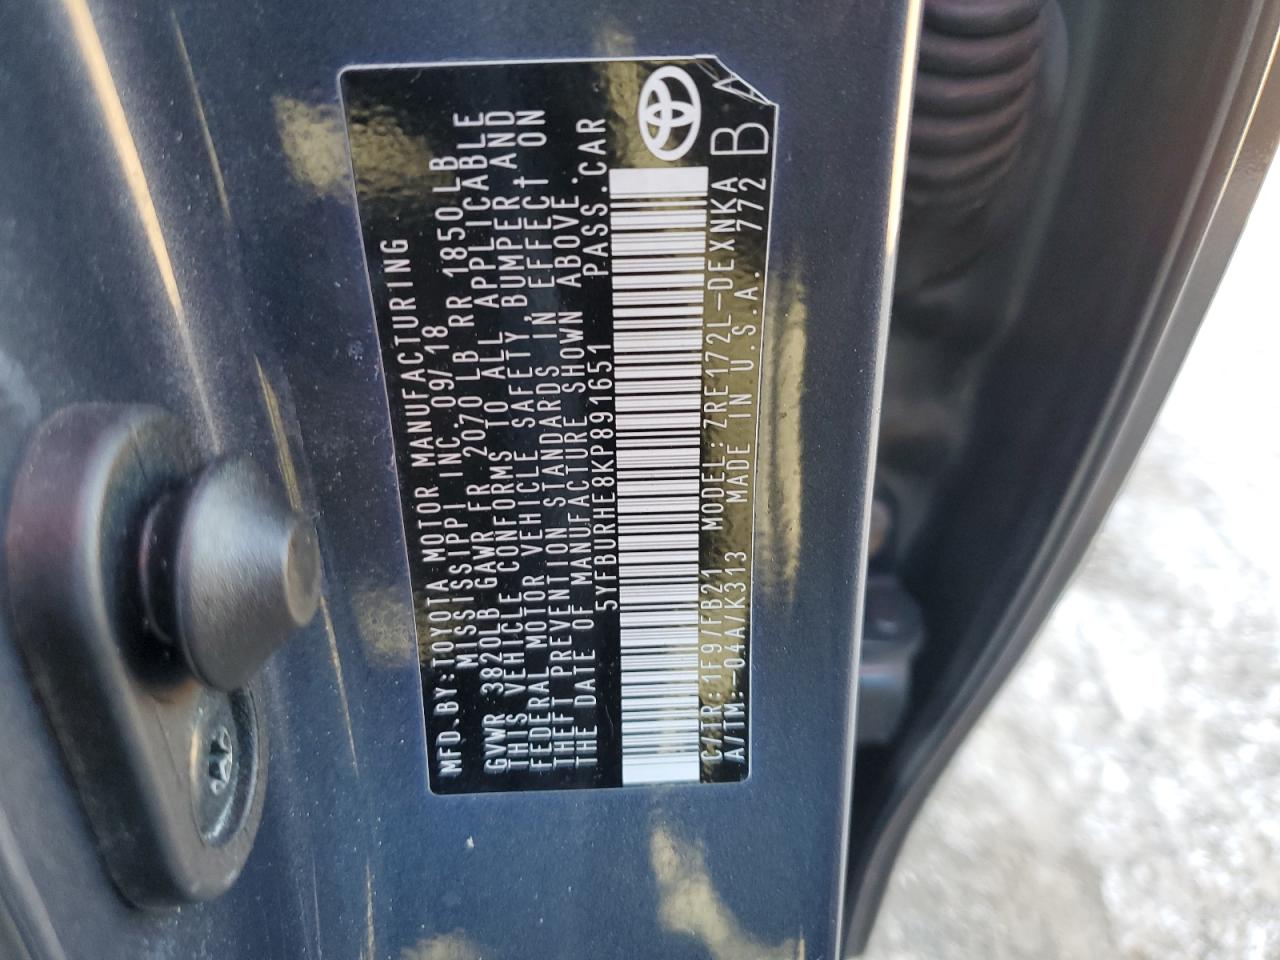 MFD.BY:TOYOTA MOTOR MANUFACTURING
MISSISSIPPI INC.09/18
GVWR 3820LB GAWR FR 2070 LB RR 1850 LB
THIS VEHICLE CONFORMS TO ALL APPLICABLE
FEDERAL MOTOR VEHICLE SAFETY,BUMPER AND
THEFT PREVENTION STANDARDS IN EFFECT ON
THE DATE OF MANUFACTURE SHOWN ABOVE.
5YFBURHE8KP891651 PASS.CAR
C/TR:1F9/FB21 MODEL:ZRE172L-DEXNKA B
A/TM:-04A/K313 MADE IN U.S.A. 772
A